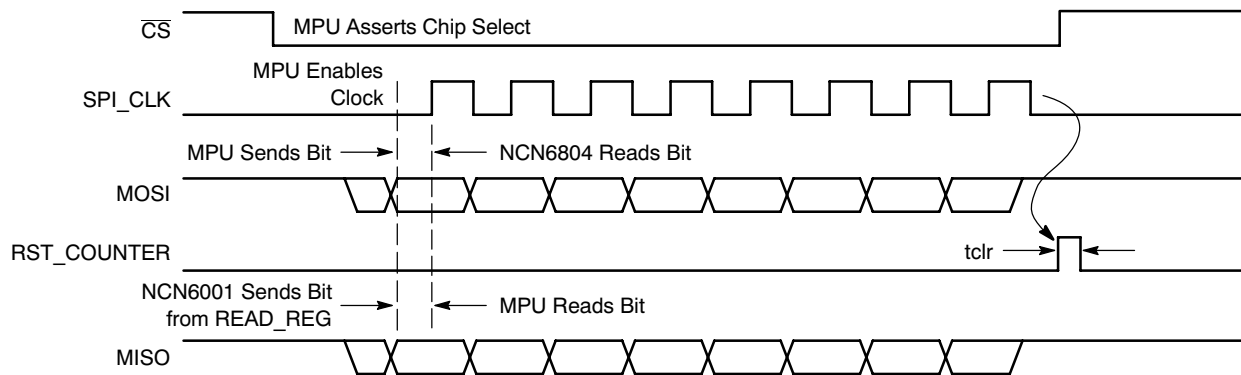 CS
MPU Asserts Chip Select
MPU Enables
Clock
SPI_CLK
MPU Sends Bit
NCN6804 Reads Bit
MOSI
RST_COUNTER
tclr
NCN6001 Sends Bit
from READ_REG
MPU Reads Bit
MISO